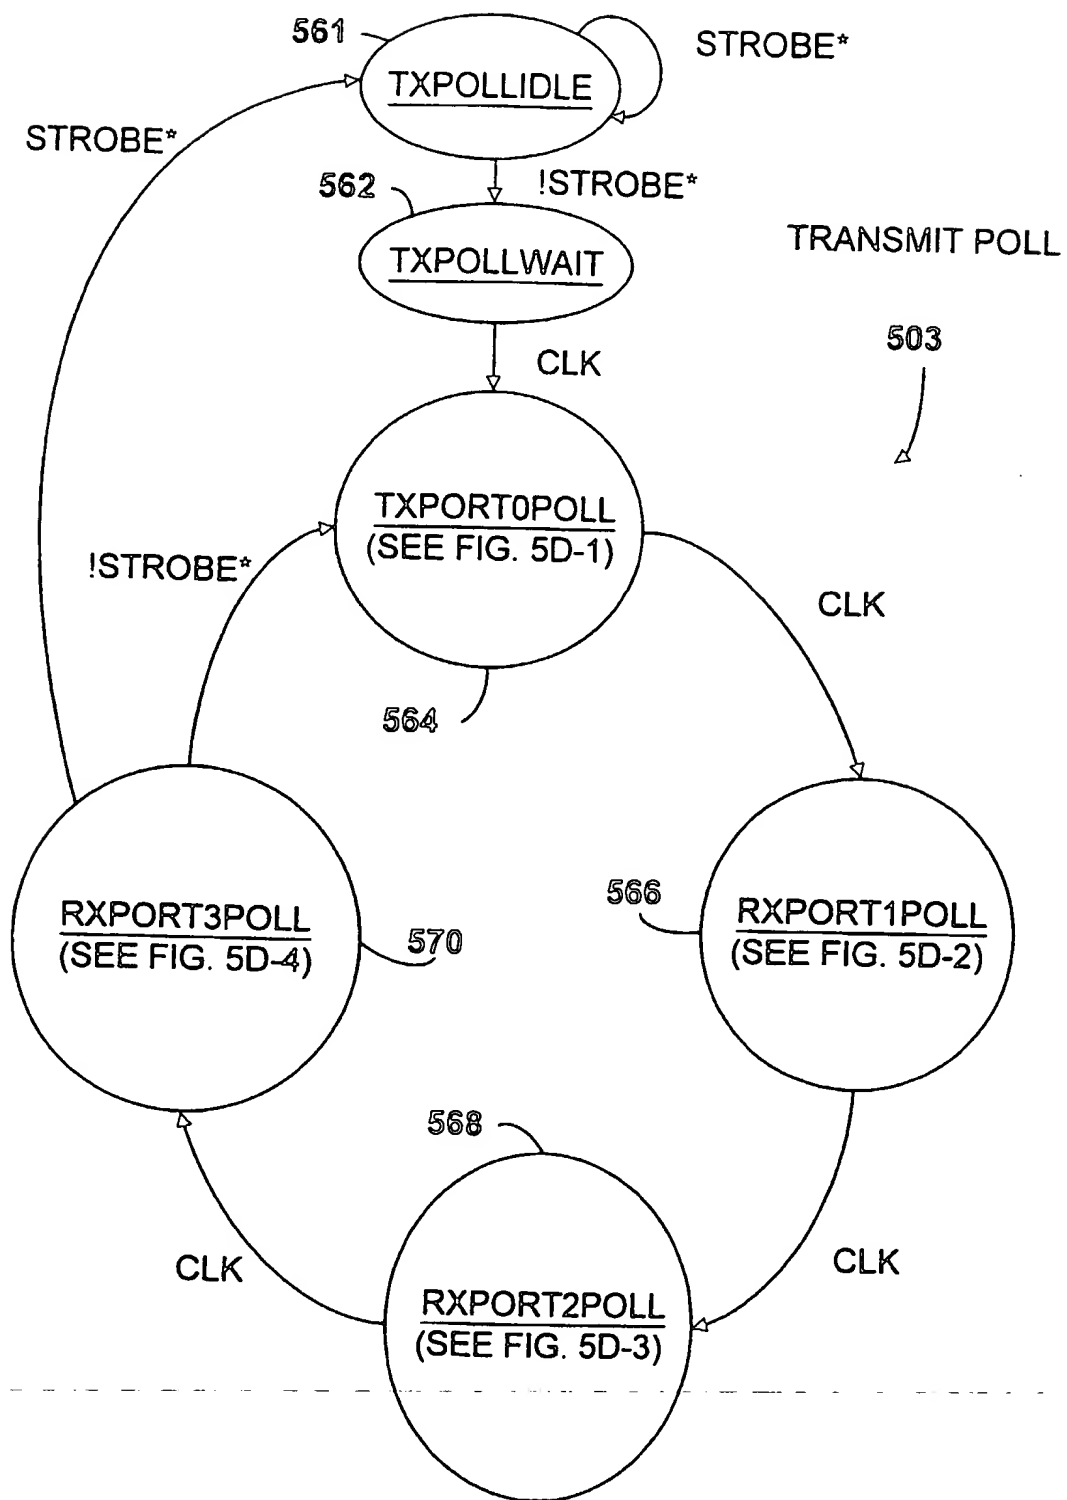 561
STROBE*
TXPOLLIDLE
STROBE*
562
!STROBE*
TXPOLLWAIT
TRANSMIT POLL
503
CLK
TXPORT0POLL
(SEE FIG. 5D-1)
!STROBE*
CLK
564
RXPORT3POLL
(SEE FIG. 5D-4)
570
566
RXPORT1POLL
(SEE FIG. 5D-2)
568
CLK
CLK
RXPORT2POLL
(SEE FIG. 5D-3)